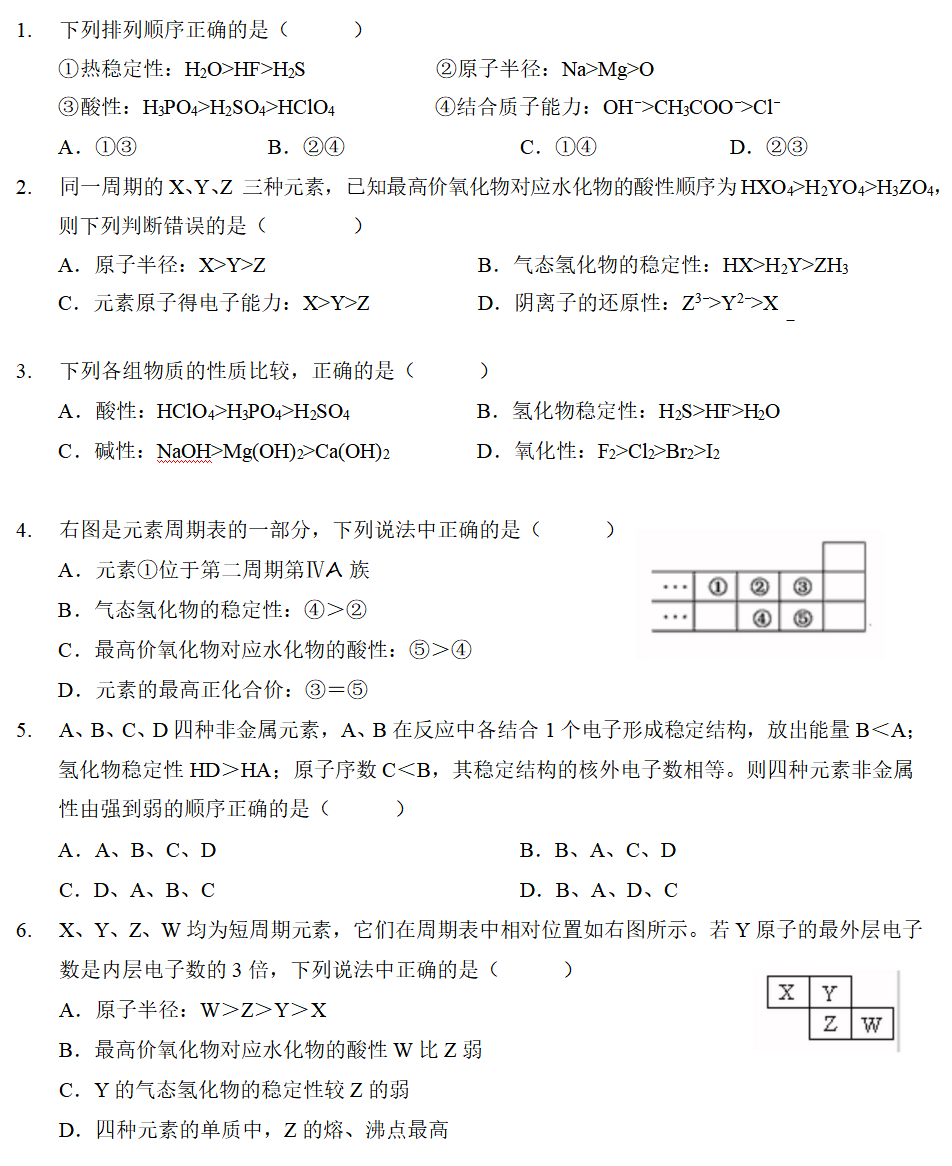 1. 下列排列顺序正确的是（　　）
①热稳定性：H₂O>HF>H₂S ②原子半径：Na>Mg>O
③酸性：H₃PO₄>H₂SO₄>HClO₄ ④结合质子能力：OH⁻>CH₃COO⁻>Cl⁻
A．①③ B．②④ C．①④ D．②③
2. 同一周期的 X、Y、Z 三种元素，已知最高价氧化物对应水化物的酸性顺序为 HXO₄>H₂YO₄>H₃ZO₄，
则下列判断错误的是（　　）
A．原子半径：X>Y>Z B．气态氢化物的稳定性：HX>H₂Y>ZH₃
C．元素原子得电子能力：X>Y>Z D．阴离子的还原性：Z³⁻>Y²⁻>X⁻
3. 下列各组物质的性质比较，正确的是（　　）
A．酸性：HClO₄>H₃PO₄>H₂SO₄ B．氢化物稳定性：H₂S>HF>H₂O
C．碱性：NaOH>Mg(OH)₂>Ca(OH)₂ D．氧化性：F₂>Cl₂>Br₂>I₂
4. 右图是元素周期表的一部分，下列说法中正确的是（　　）
A．元素①位于第二周期第ⅣA 族
B．气态氢化物的稳定性：④＞②
C．最高价氧化物对应水化物的酸性：⑤＞④
D．元素的最高正化合价：③＝⑤
… ① ② ③
… ④ ⑤
5. A、B、C、D 四种非金属元素，A、B 在反应中各结合 1 个电子形成稳定结构，放出能量 B＜A；
氢化物稳定性 HD＞HA；原子序数 C＜B，其稳定结构的核外电子数相等。则四种元素非金属
性由强到弱的顺序正确的是（　　）
A．A、B、C、D B．B、A、C、D
C．D、A、B、C D．B、A、D、C
6. X、Y、Z、W 均为短周期元素，它们在周期表中相对位置如右图所示。若 Y 原子的最外层电子
数是内层电子数的 3 倍，下列说法中正确的是（　　）
A．原子半径：W＞Z＞Y＞X
B．最高价氧化物对应水化物的酸性 W 比 Z 弱
C．Y 的气态氢化物的稳定性较 Z 的弱
D．四种元素的单质中，Z 的熔、沸点最高
X Y
Z W